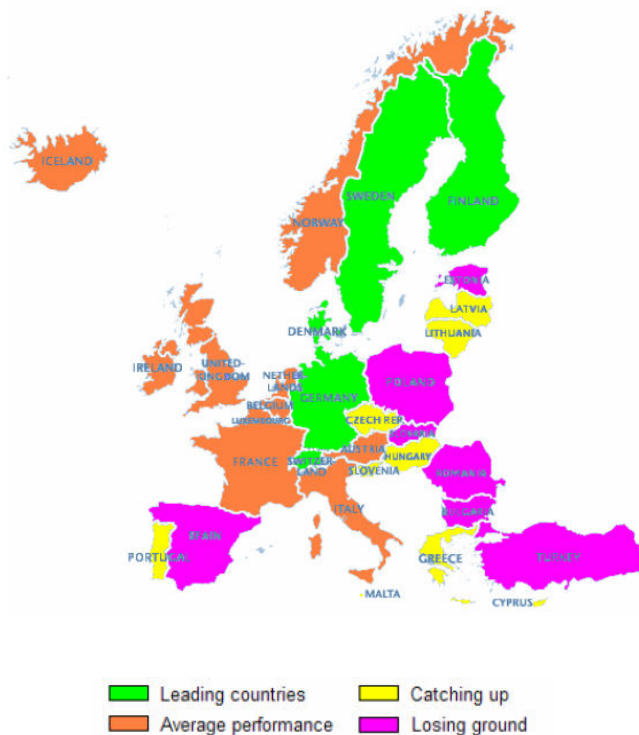 ICELAND
SWEDEN
FINLAND
NORWAY
ESTONIA
LATVIA
LITHUANIA
DENMARK
IRELAND
UNITED-
KINGDOM
NETHER
LANDS
BELGIUM
LUXEMBOURG
GERMANY
POLAND
CZECH REP.
FRANCE
SWITZER-
LAND
AUSTRIA
HUNGARY
SLOVENIA
ITALY
ROMANIA
BULGARIA
PORTUGAL
SPAIN
GREECE
TURKEY
MALTA
CYPRUS
Leading countries
Catching up
Average performance
Losing ground